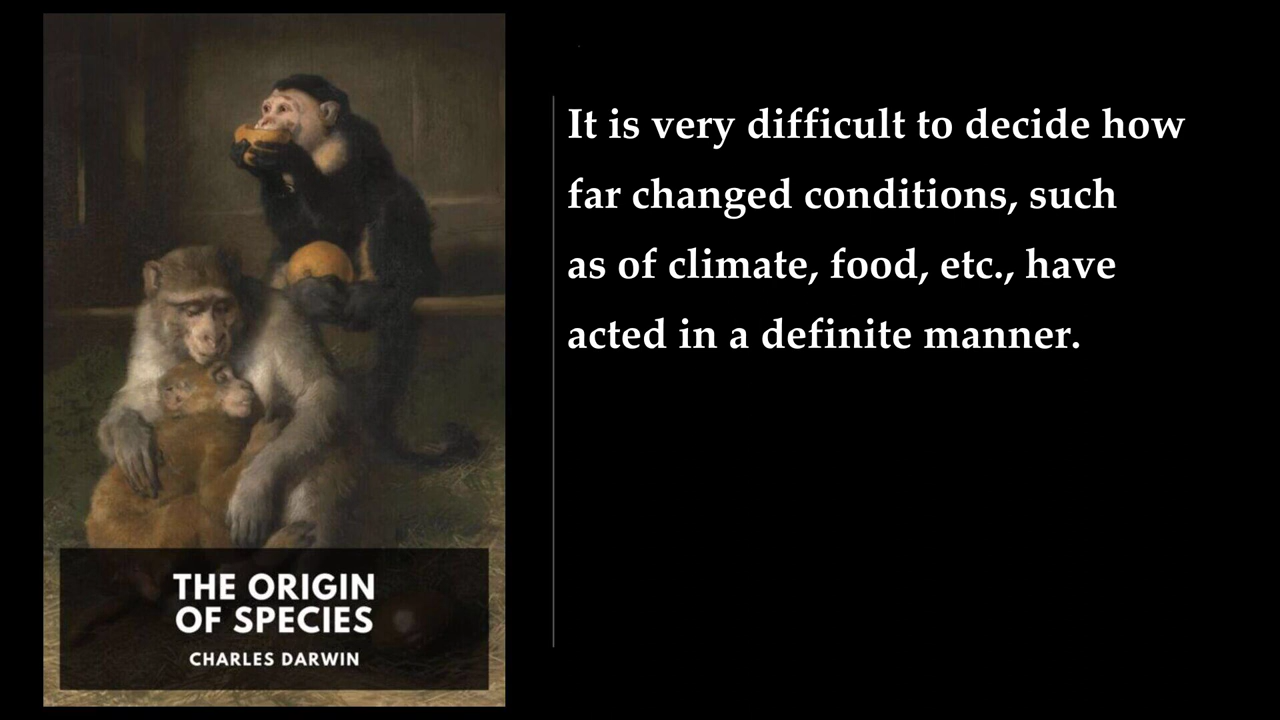 THE ORIGIN
OF SPECIES
CHARLES DARWIN
It is very difficult to decide how
far changed conditions, such
as of climate, food, etc., have
acted in a definite manner.